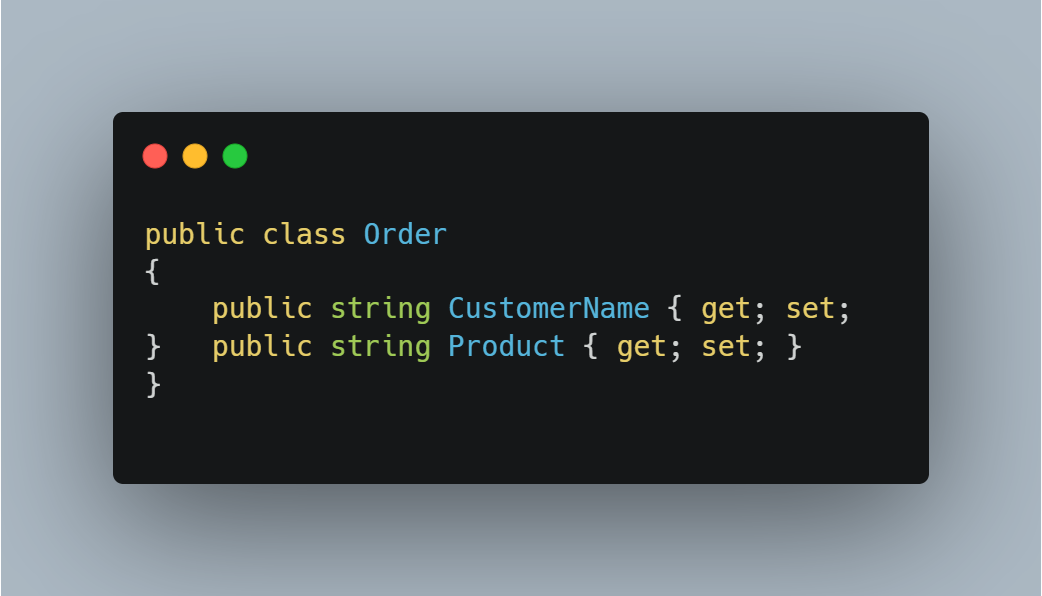 public class Order
{
    public string CustomerName { get; set;
}   public string Product { get; set; }
}